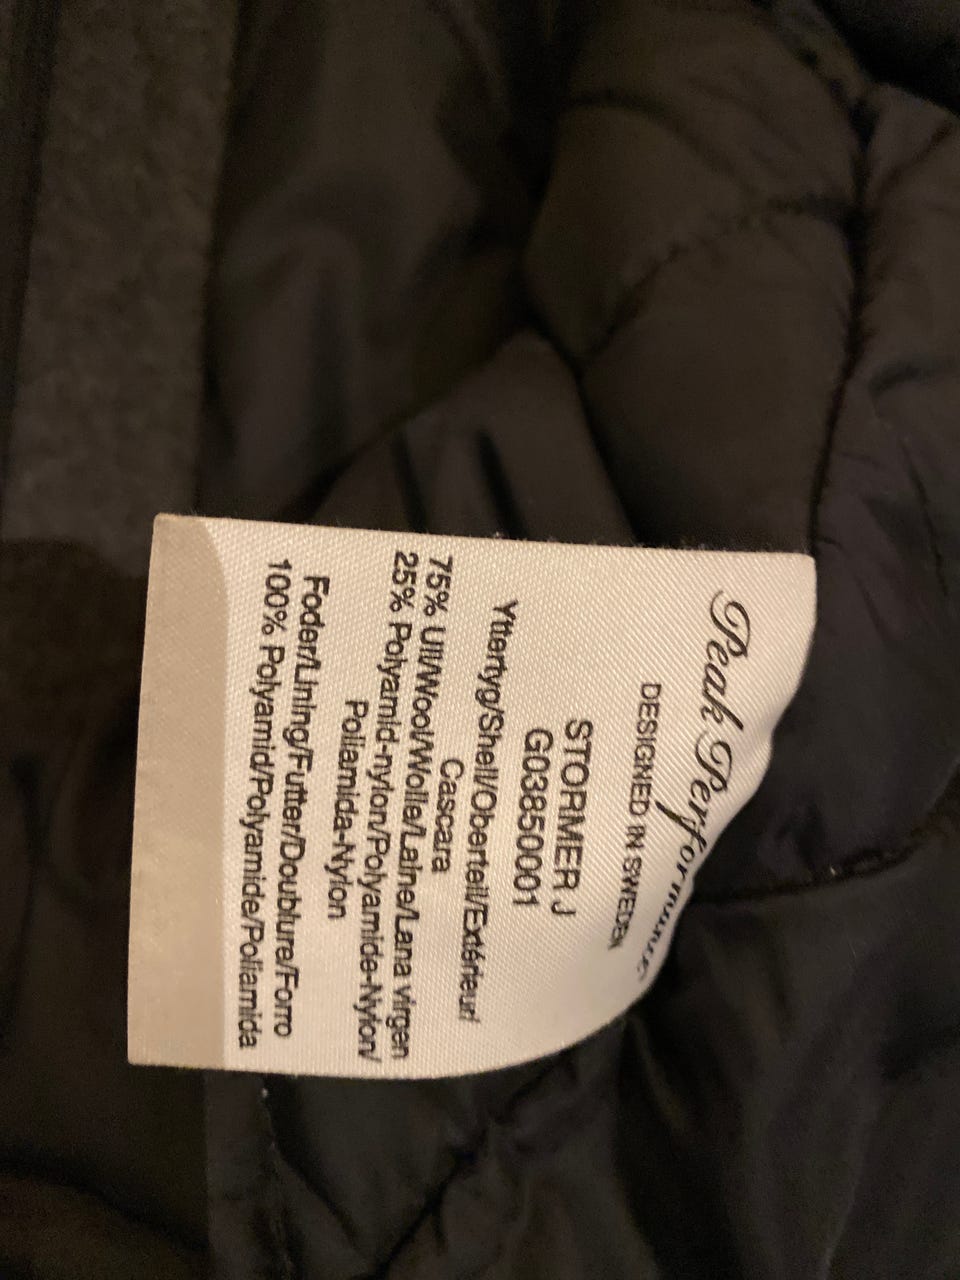 Peak Performance
DESIGNED IN SWEDEN
STORMER J
G03850001
Yttertyg/Shell/Oberteil/Extérieur/
Cascara
75% Ull/Wool/Wolle/Laine/Lana virgen
25% Polyamid-nylon/Polyamide-Nylon/
Poliamida-Nylon
Foder/Lining/Futter/Doublure/Forro
100% Polyamid/Polyamide/Poliamida